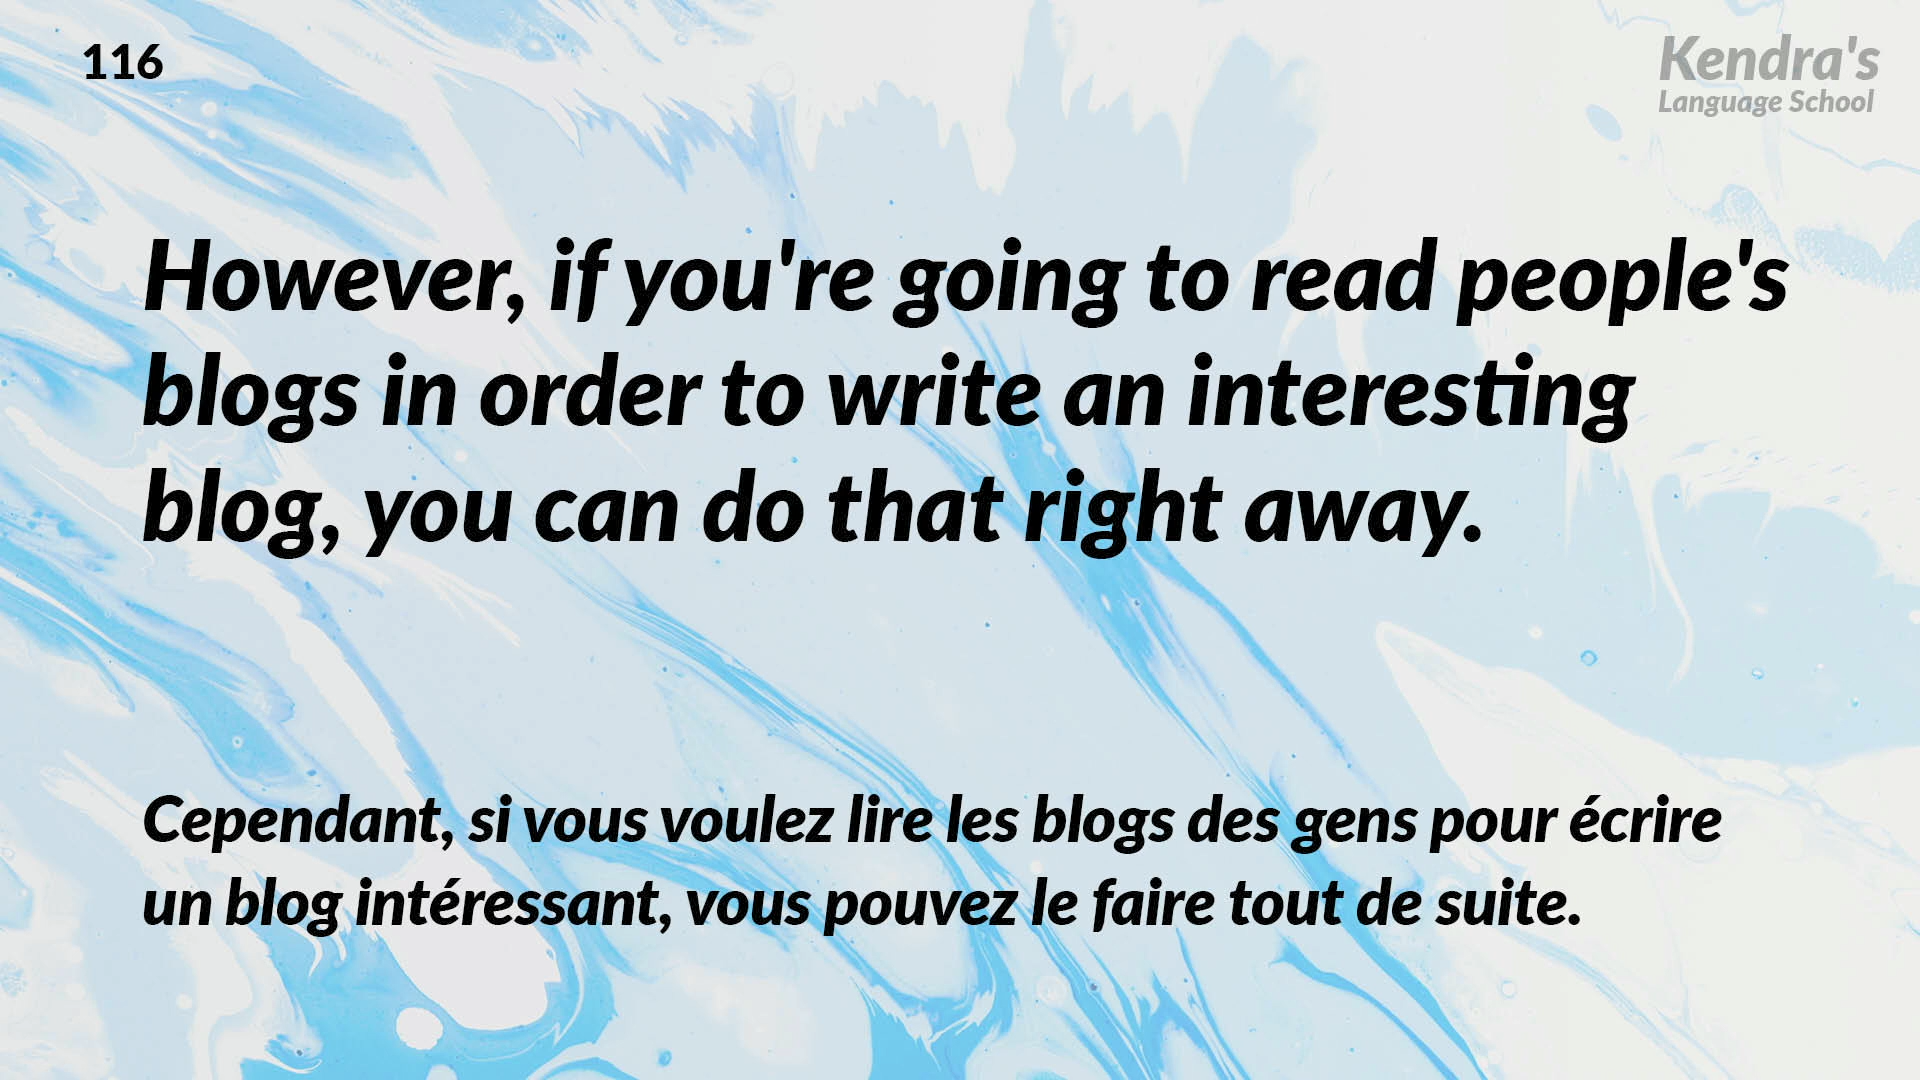 116
Kendra's
Language School
However, if you're going to read people's
blogs in order to write an interesting
blog, you can do that right away.
Cependant, si vous voulez lire les blogs des gens pour écrire
un blog intéressant, vous pouvez le faire tout de suite.